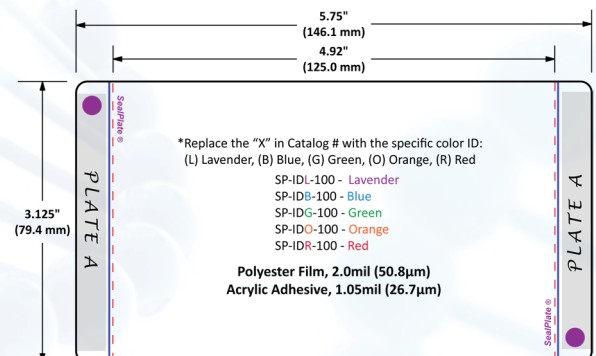 5.75"
(146.1 mm)
4.92"
(125.0 mm)
3.125"
(79.4 mm)
PLATE A
SealPlate ®
*Replace the “X” in Catalog # with the specific color ID:
(L) Lavender, (B) Blue, (G) Green, (O) Orange, (R) Red
SP-IDL-100 - Lavender
SP-IDB-100 - Blue
SP-IDG-100 - Green
SP-IDO-100 - Orange
SP-IDR-100 - Red
Polyester Film, 2.0mil (50.8μm)
Acrylic Adhesive, 1.05mil (26.7μm)
SealPlate ®
PLATE A